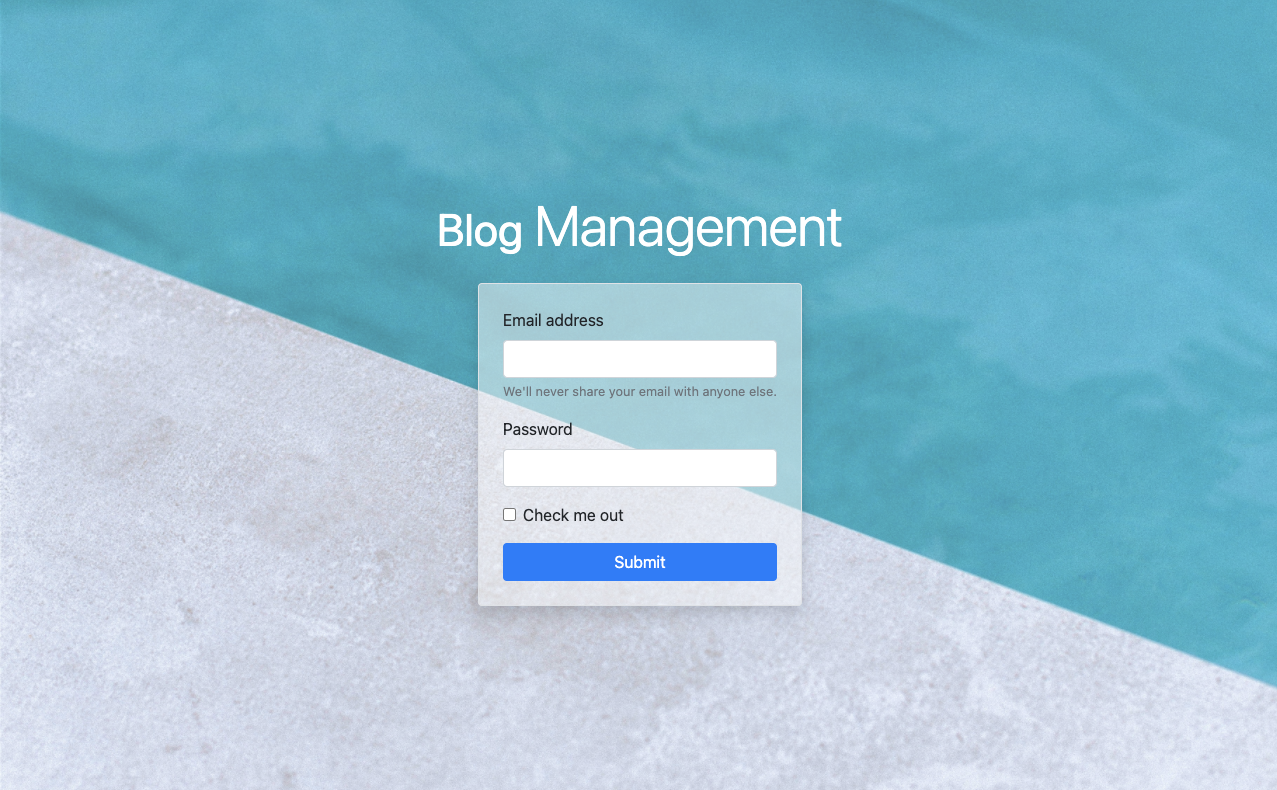 Blog Management
Email address
We'll never share your email with anyone else.
Password
Check me out
Submit